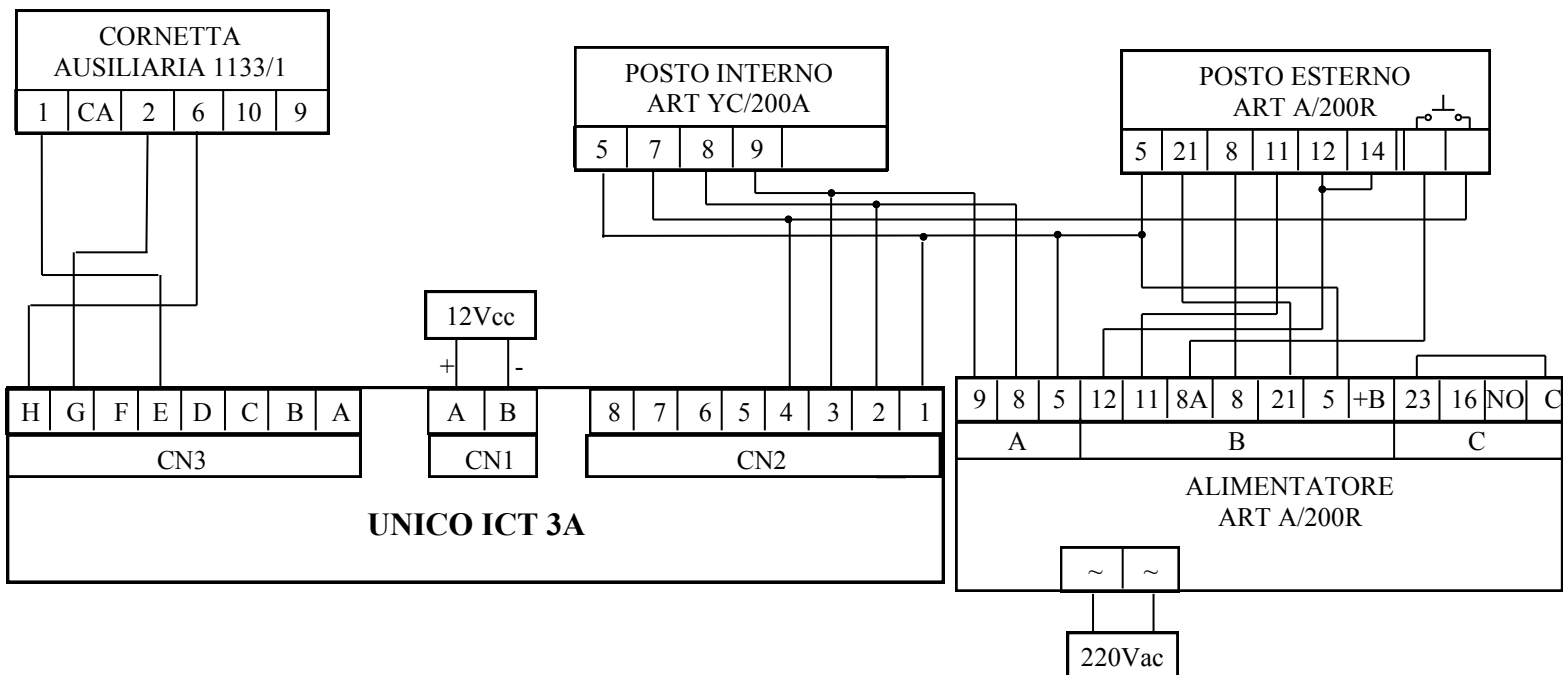 CORNETTA
AUSILIARIA 1133/1
1 CA 2 6 10 9
POSTO INTERNO
ART YC/200A
5 7 8 9
POSTO ESTERNO
ART A/200R
5 21 8 11 12 14
12Vcc
+ -
H G F E D C B A
CN3
A B
CN1
8 7 6 5 4 3 2 1
CN2
UNICO ICT 3A
9 8 5 12 11 8A 8 21 5 +B 23 16 NO C
A B C
ALIMENTATORE
ART A/200R
~ ~
220Vac